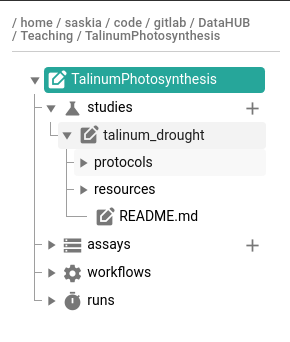 / home / saskia / code / gitlab / DataHUB
/ Teaching / TalinumPhotosynthesis
TalinumPhotosynthesis
studies
talinum_drought
protocols
resources
README.md
assays
workflows
runs